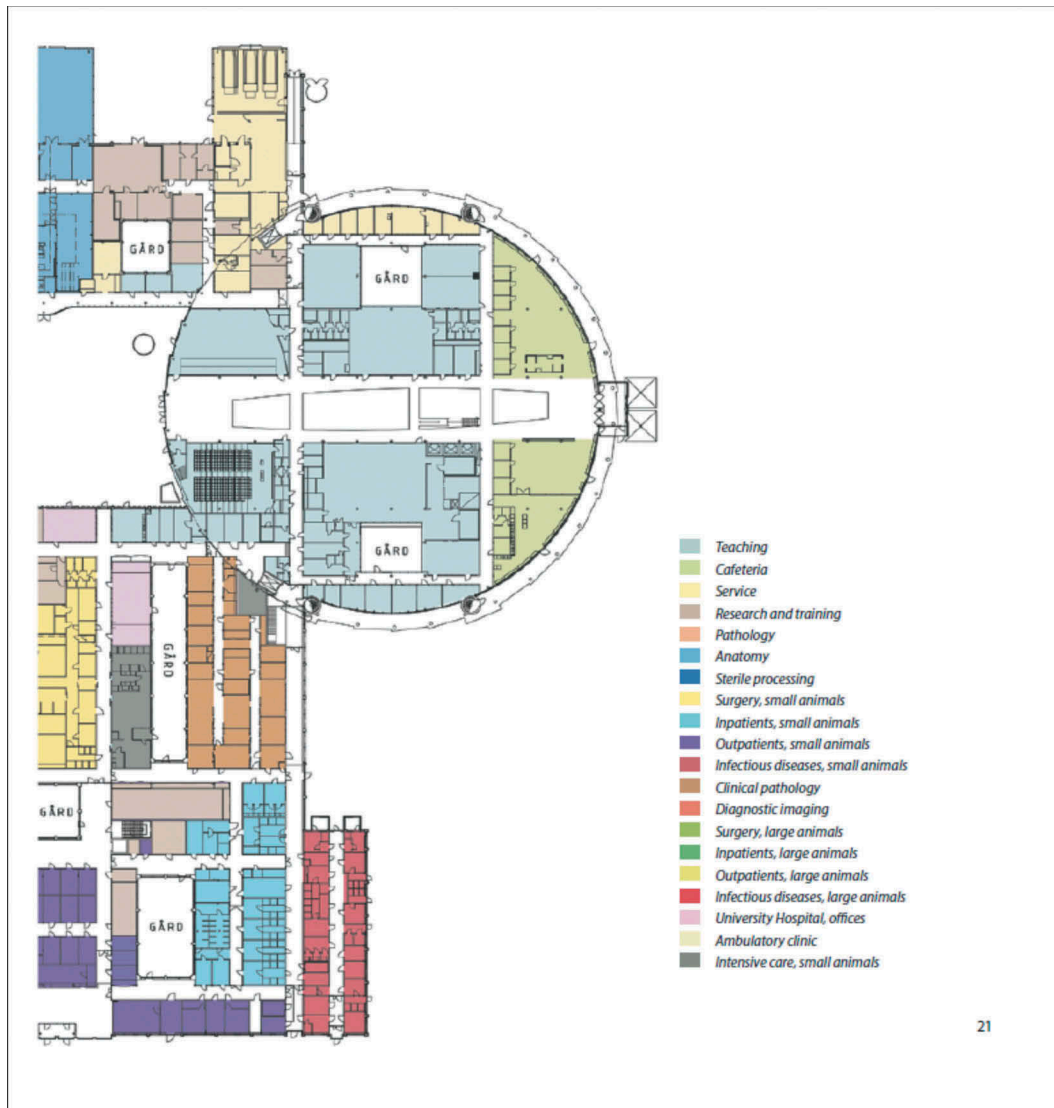 GÅRD
GÅRD
GÅRD
GÅRD
GÅRD
GÅRD
Teaching
Cafeteria
Service
Research and training
Pathology
Anatomy
Sterile processing
Surgery, small animals
Inpatients, small animals
Outpatients, small animals
Infectious diseases, small animals
Clinical pathology
Diagnostic imaging
Surgery, large animals
Inpatients, large animals
Outpatients, large animals
Infectious diseases, large animals
University Hospital, offices
Ambulatory clinic
Intensive care, small animals
21